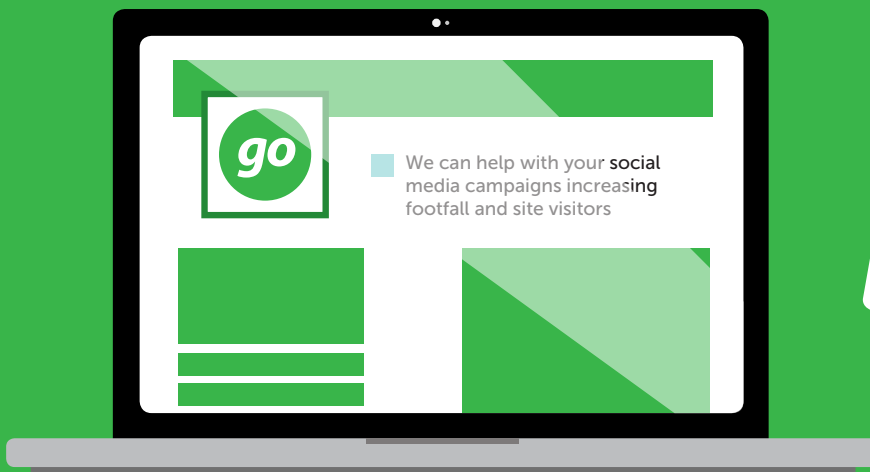 go
We can help with your social
media campaigns increasing
footfall and site visitors